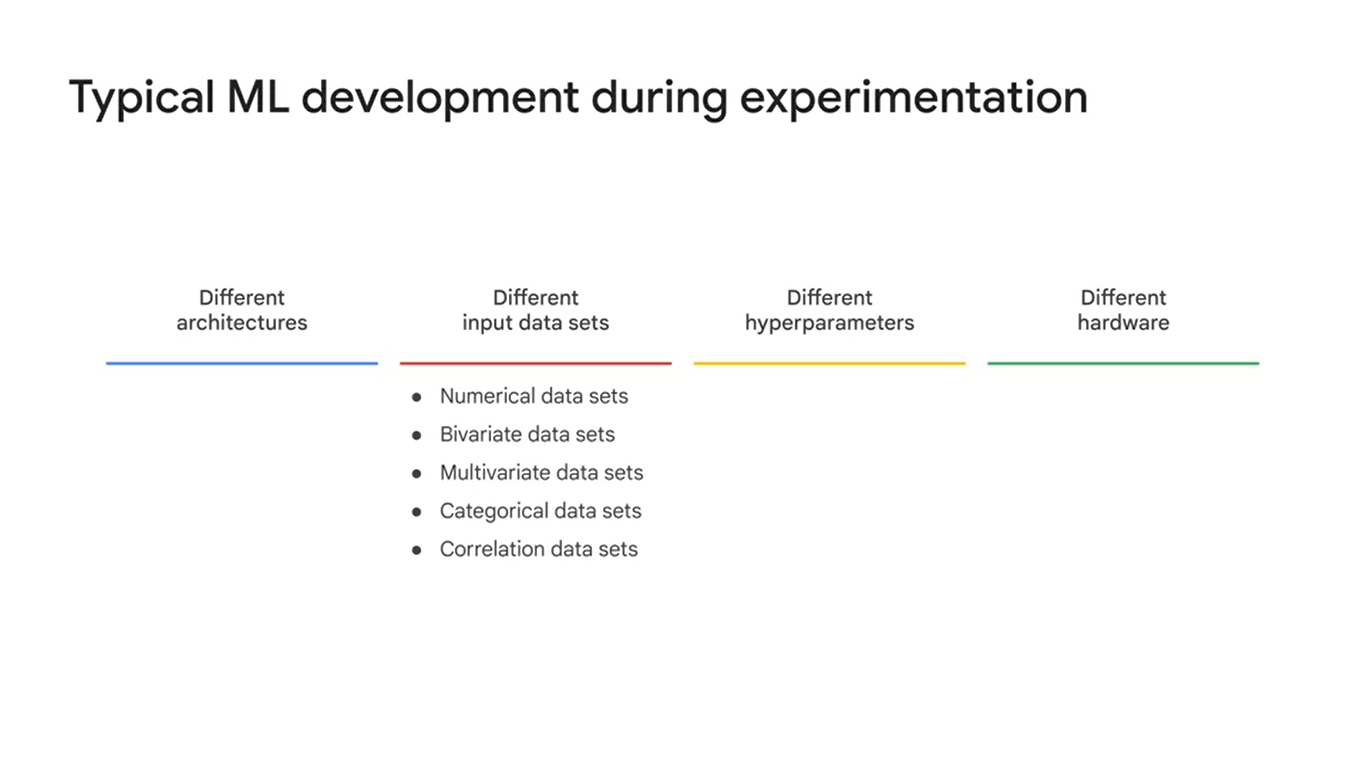 Typical ML development during experimentation
Different
architectures
Different
input data sets
Different
hyperparameters
Different
hardware
● Numerical data sets
● Bivariate data sets
● Multivariate data sets
● Categorical data sets
● Correlation data sets